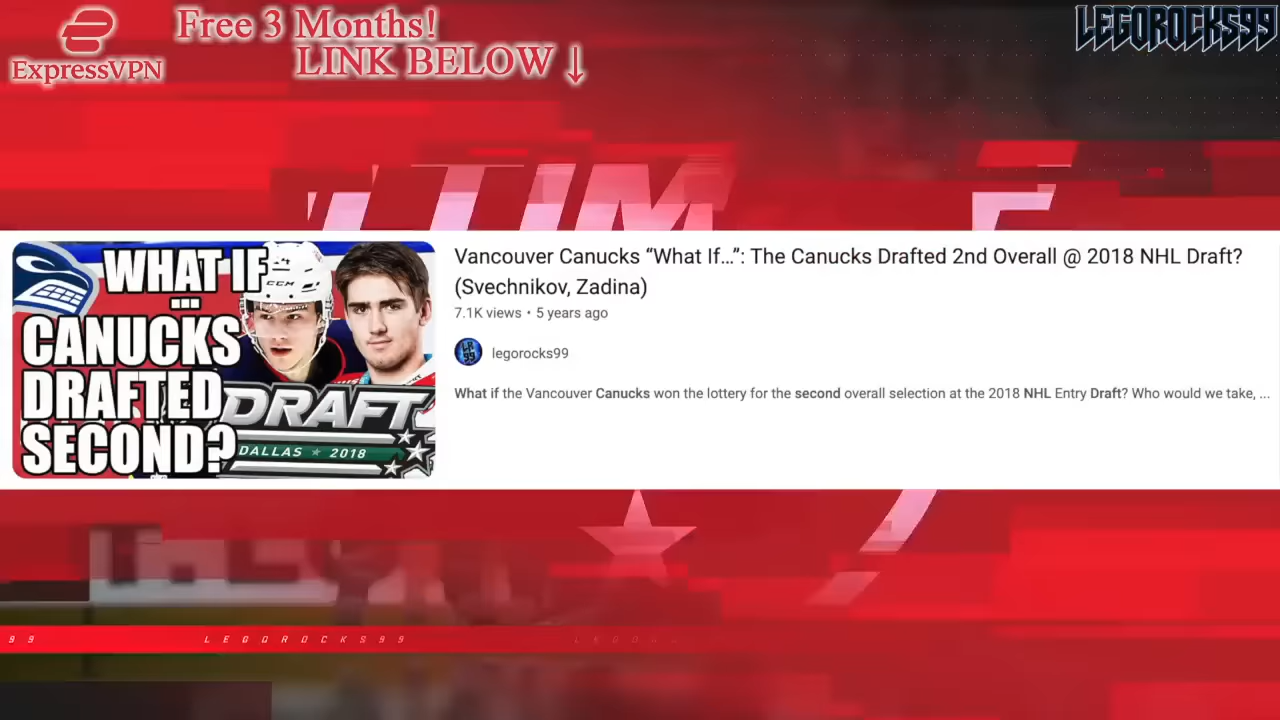 ExpressVPN
Free 3 Months!
LINK BELOW ↓
LEGOROCKS99
WHAT IF
...
CANUCKS
DRAFTED
SECOND?
CCM
DRAFT
DALLAS ★ 2018
Vancouver Canucks “What If…”: The Canucks Drafted 2nd Overall @ 2018 NHL Draft?
(Svechnikov, Zadina)
7.1K views • 5 years ago
LR
99
legorocks99
What if the Vancouver Canucks won the lottery for the second overall selection at the 2018 NHL Entry Draft? Who would we take, ...
99 LEGOROCKS99